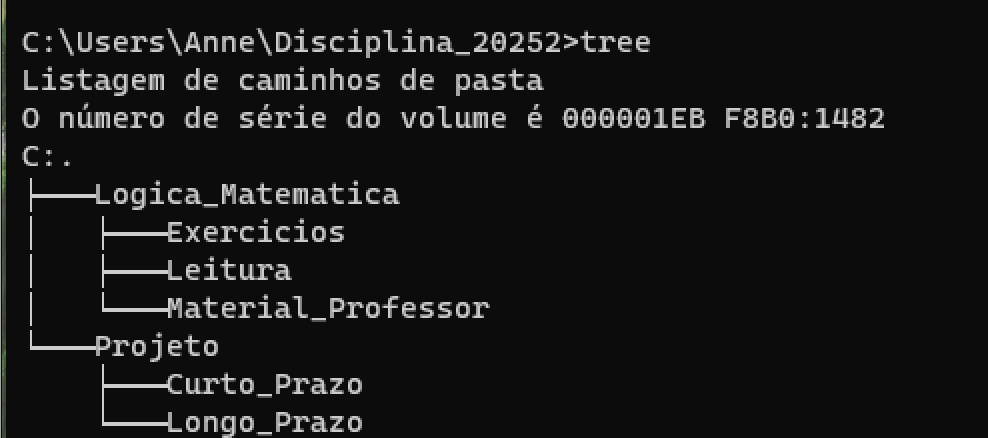 C:\Users\Anne\Disciplina_20252>tree
Listagem de caminhos de pasta
O número de série do volume é 000001EB F8B0:1482
C:.
├───Logica_Matematica
│   ├───Exercicios
│   ├───Leitura
│   └───Material_Professor
└───Projeto
    ├───Curto_Prazo
    └───Longo_Prazo